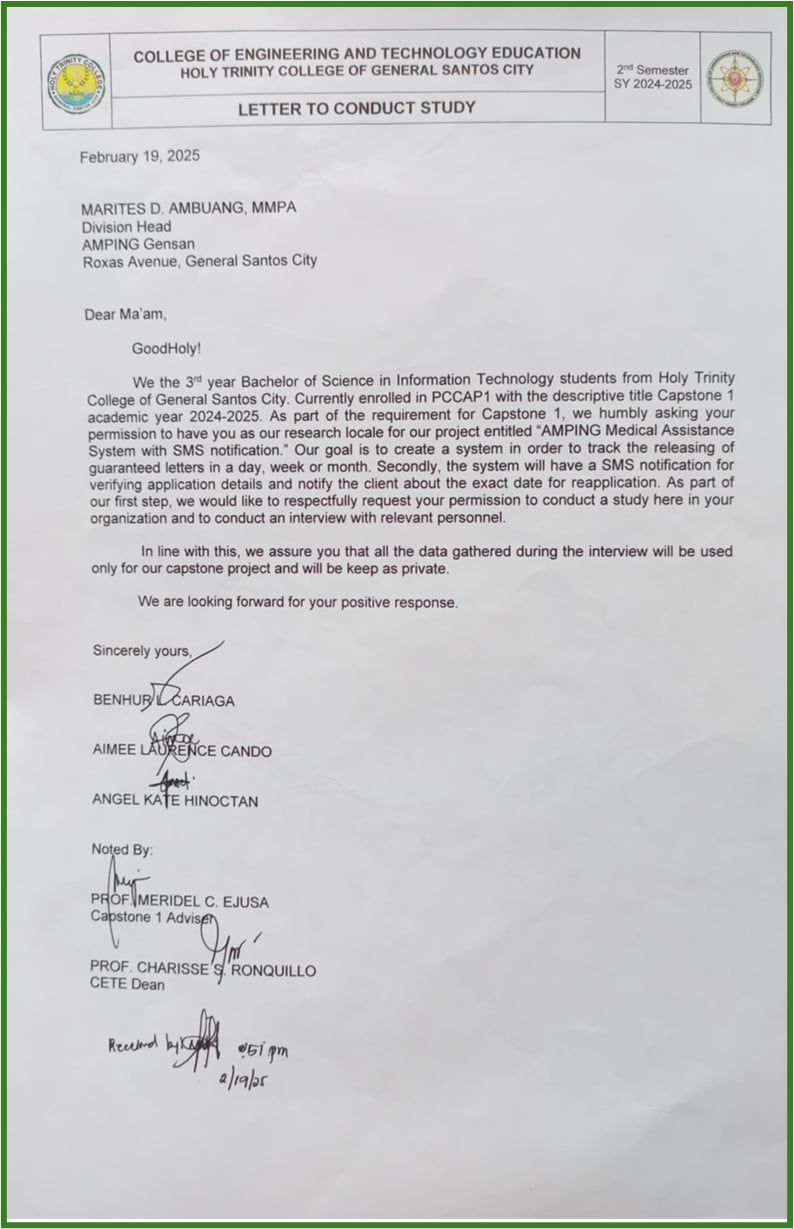 COLLEGE OF ENGINEERING AND TECHNOLOGY EDUCATION
HOLY TRINITY COLLEGE OF GENERAL SANTOS CITY
LETTER TO CONDUCT STUDY
2nd Semester
SY 2024-2025
HOLY TRINITY COLLEGE
GENERAL SANTOS CITY
February 19, 2025
MARITES D. AMBUANG, MMPA
Division Head
AMPING Gensan
Roxas Avenue, General Santos City
Dear Ma'am,
GoodHoly!
We the 3rd year Bachelor of Science in Information Technology students from Holy Trinity
College of General Santos City. Currently enrolled in PCCAP1 with the descriptive title Capstone 1
academic year 2024-2025. As part of the requirement for Capstone 1, we humbly asking your
permission to have you as our research locale for our project entitled “AMPING Medical Assistance
System with SMS notification.” Our goal is to create a system in order to track the releasing of
guaranteed letters in a day, week or month. Secondly, the system will have a SMS notification for
verifying application details and notify the client about the exact date for reapplication. As part of
our first step, we would like to respectfully request your permission to conduct a study here in your
organization and to conduct an interview with relevant personnel.
In line with this, we assure you that all the data gathered during the interview will be used
only for our capstone project and will be keep as private.
We are looking forward for your positive response.
Sincerely yours,
BENHUR L. CARIAGA
AIMEE LAURENCE CANDO
ANGEL KATE HINOCTAN
Noted By:
PROF. MERIDEL C. EJUSA
Capstone 1 Adviser
PROF. CHARISSE S. RONQUILLO
CETE Dean
Received by
:51 pm
2/19/25